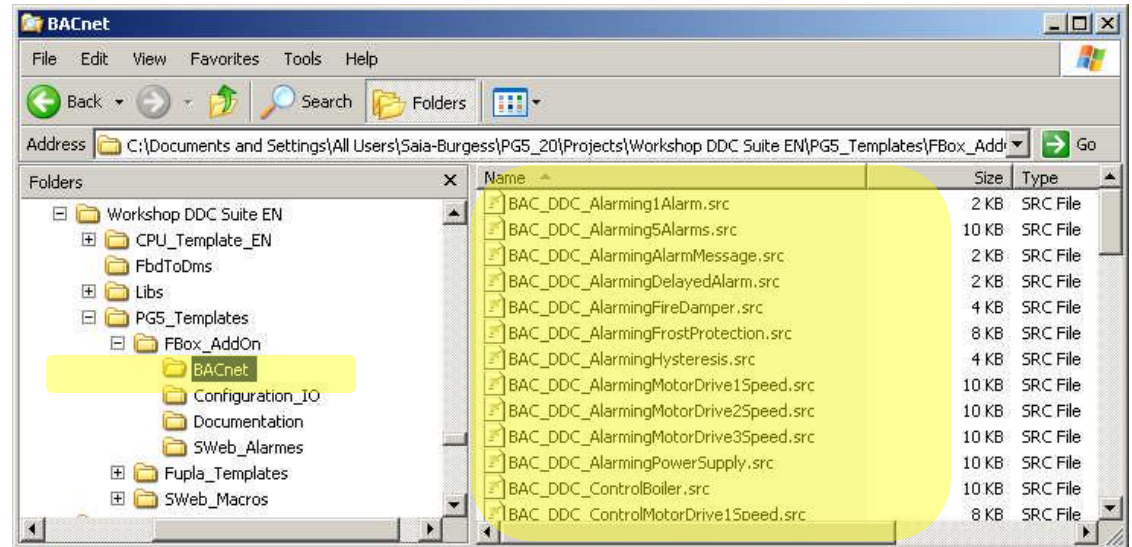 BACnet
File Edit View Favorites Tools Help
Back Search Folders
Address C:\Documents and Settings\All Users\Saia-Burgess\PG5_20\Projects\Workshop DDC Suite EN\PG5_Templates\FBox_Add Go
Folders x
Workshop DDC Suite EN
CPU_Template_EN
FbdToDms
Libs
PG5_Templates
FBox_AddOn
BACnet
Configuration_IO
Documentation
SWeb_Alarmes
Fupla_Templates
SWeb_Macros
Name Size Type
BAC_DDC_Alarming1Alarm.src 2 KB SRC File
BAC_DDC_Alarming5Alarms.src 10 KB SRC File
BAC_DDC_AlarmingAlarmMessage.src 2 KB SRC File
BAC_DDC_AlarmingDelayedAlarm.src 2 KB SRC File
BAC_DDC_AlarmingFireDamper.src 4 KB SRC File
BAC_DDC_AlarmingFrostProtection.src 8 KB SRC File
BAC_DDC_AlarmingHysteresis.src 4 KB SRC File
BAC_DDC_AlarmingMotorDrive1Speed.src 10 KB SRC File
BAC_DDC_AlarmingMotorDrive2Speed.src 10 KB SRC File
BAC_DDC_AlarmingMotorDrive3Speed.src 10 KB SRC File
BAC_DDC_AlarmingPowerSupply.src 10 KB SRC File
BAC_DDC_ControlBoiler.src 10 KB SRC File
BAC_DDC_ControlMotorDrive1Speed.src 8 KB SRC File